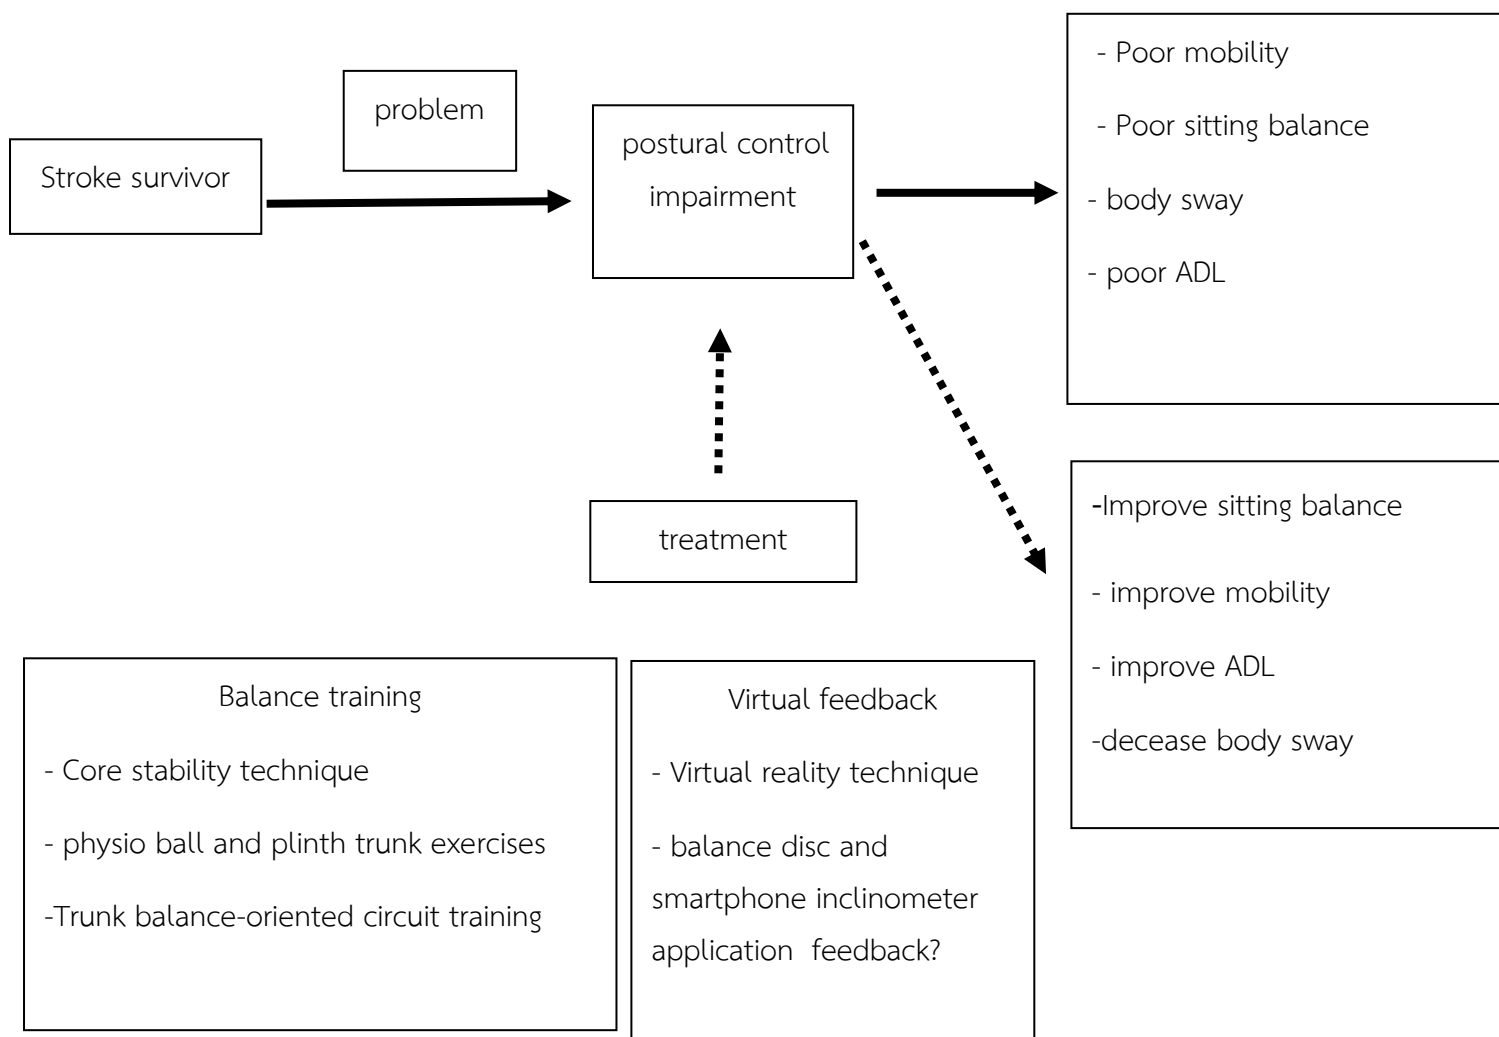 Stroke survivor
problem
postural control
impairment
- Poor mobility
- Poor sitting balance
- body sway
- poor ADL
treatment
-Improve sitting balance
- improve mobility
- improve ADL
-decease body sway
Balance training
- Core stability technique
- physio ball and plinth trunk exercises
-Trunk balance-oriented circuit training
Virtual feedback
- Virtual reality technique
- balance disc and
smartphone inclinometer
application feedback?